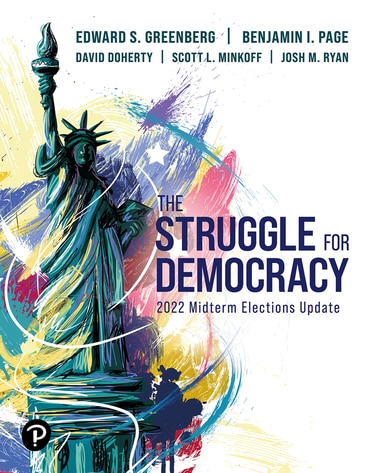 EDWARD S. GREENBERG | BENJAMIN I. PAGE
DAVID DOHERTY | SCOTT L. MINKOFF | JOSH M. RYAN
THE
STRUGGLE FOR
DEMOCRACY
2022 Midterm Elections Update
P